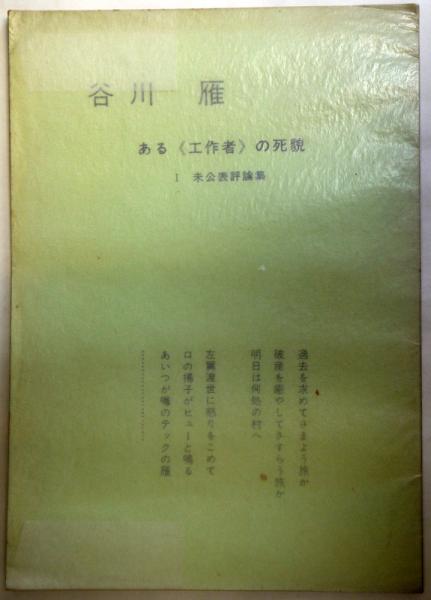 谷川 雁
ある《工作者》の死貌
I 未公表評論集
過去を求めてさまよう旅か
破産を癒やしてさすらう旅か
明日は何処の村へ
左翼渡世に怒りをこめて
口の揚子がヒューと鳴る
あいつが噂のテックの雁